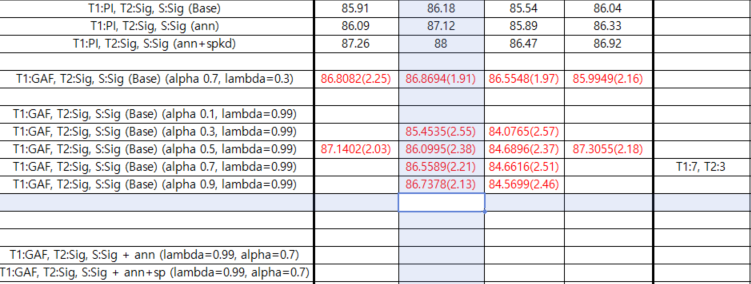 T1:PI, T2:Sig, S:Sig (Base) 85.91 86.18 85.54 86.04
T1:PI, T2:Sig, S:Sig (ann) 86.09 87.12 85.89 86.33
T1:PI, T2:Sig, S:Sig (ann+spkd) 87.26 88 86.47 86.92
T1:GAF, T2:Sig, S:Sig (Base) (alpha 0.7, lambda=0.3) 86.8082(2.25) 86.8694(1.91) 86.5548(1.97) 85.9949(2.16)
T1:GAF, T2:Sig, S:Sig (Base) (alpha 0.1, lambda=0.99)
T1:GAF, T2:Sig, S:Sig (Base) (alpha 0.3, lambda=0.99) 85.4535(2.55) 84.0765(2.57)
T1:GAF, T2:Sig, S:Sig (Base) (alpha 0.5, lambda=0.99) 87.1402(2.03) 86.0995(2.38) 84.6896(2.37) 87.3055(2.18)
T1:GAF, T2:Sig, S:Sig (Base) (alpha 0.7, lambda=0.99) 86.5589(2.21) 84.6616(2.51) T1:7, T2:3
T1:GAF, T2:Sig, S:Sig (Base) (alpha 0.9, lambda=0.99) 86.7378(2.13) 84.5699(2.46)
T1:GAF, T2:Sig, S:Sig + ann (lambda=0.99, alpha=0.7)
T1:GAF, T2:Sig, S:Sig + ann+sp (lambda=0.99, alpha=0.7)